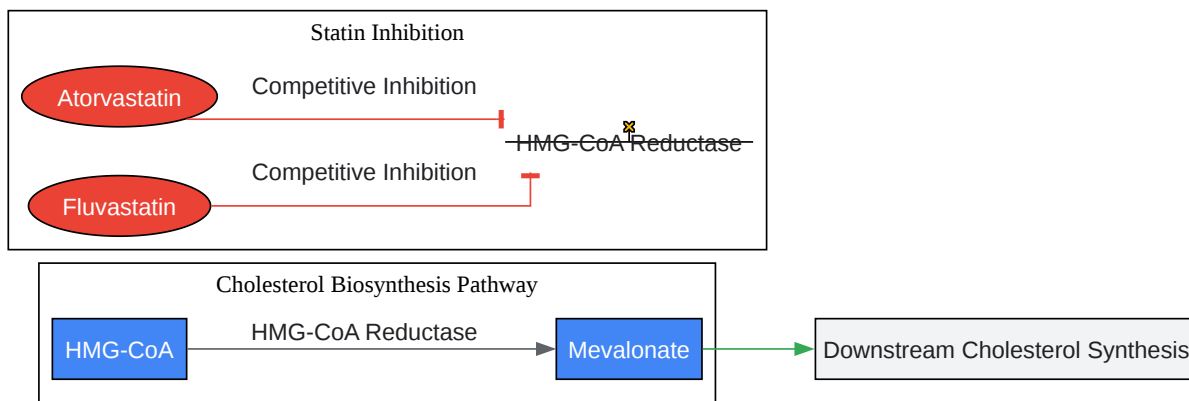 Statin Inhibition
Atorvastatin
Competitive Inhibition
HMG-CoA Reductase
Competitive Inhibition
Fluvastatin
Cholesterol Biosynthesis Pathway
HMG-CoA
HMG-CoA Reductase
Mevalonate
Downstream Cholesterol Synthesis